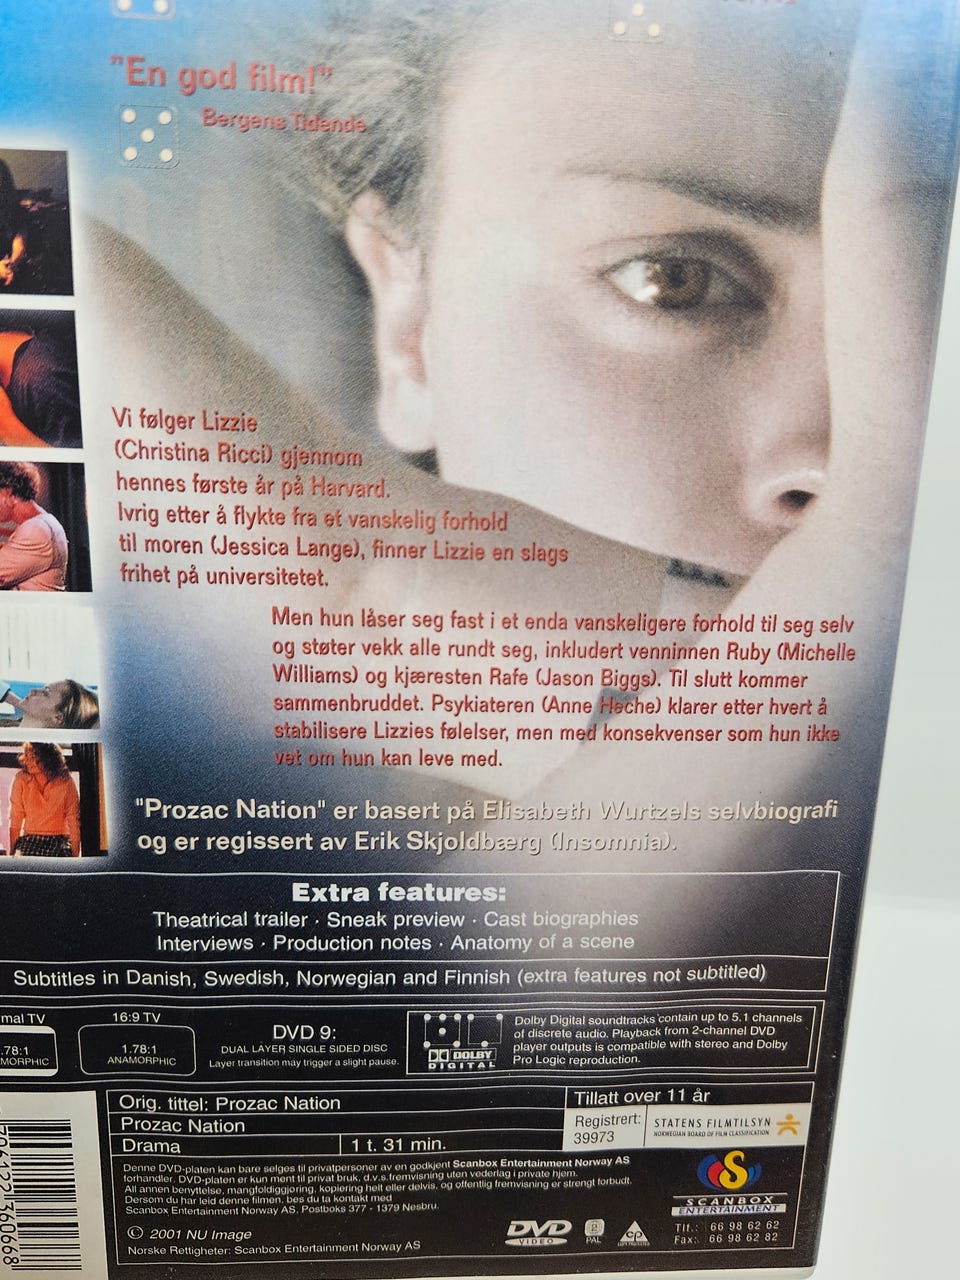 "En god film!"
Bergens Tidende
Vi følger Lizzie
(Christina Ricci) gjennom
hennes første år på Harvard.
Ivrig etter å flykte fra et vanskelig forhold
til moren (Jessica Lange), finner Lizzie en slags
frihet på universitetet.
Men hun låser seg fast i et enda vanskeligere forhold til seg selv
og støter vekk alle rundt seg, inkludert venninnen Ruby (Michelle
Williams) og kjæresten Rafe (Jason Biggs). Til slutt kommer
sammenbruddet. Psykiateren (Anne Heche) klarer etter hvert å
stabilisere Lizzies følelser, men med konsekvenser som hun ikke
vet om hun kan leve med.
"Prozac Nation" er basert på Elisabeth Wurtzels selvbiografi
og er regissert av Erik Skjoldbærg (Insomnia).
Extra features:
Theatrical trailer · Sneak preview · Cast biographies
Interviews · Production notes · Anatomy of a scene
Subtitles in Danish, Swedish, Norwegian and Finnish (extra features not subtitled)
mal TV
.78:1
MORPHIC
16:9 TV
1.78:1
ANAMORPHIC
DVD 9:
DUAL LAYER SINGLE SIDED DISC
Layer transition may trigger a slight pause.
DOLBY
DIGITAL
Dolby Digital soundtracks contain up to 5.1 channels
of discrete audio. Playback from 2-channel DVD
player outputs is compatible with stereo and Dolby
Pro Logic reproduction.
Orig. tittel: Prozac Nation
Prozac Nation
Drama
1 t. 31 min.
Tillatt over 11 år
Registrert:
39973
STATENS FILMTILSYN
NORWEGIAN BOARD OF FILM CLASSIFICATION
Denne DVD-platen kan bare selges til privatpersoner av en godkjent Scanbox Entertainment Norway AS
forhandler. DVD-platen er kun ment til privat bruk, d.v.s.fremvisning uten vederlag i private hjem.
All annen benyttelse, mangfoldiggjøring, kopiering helt eller delvis, og offentlig fremvisning er strengt forbudt.
Dersom du har leid denne filmen, bes du ta kontakt med
Scanbox Entertainment Norway AS, Postboks 377 - 1379 Nesbru.
© 2001 NU Image
Norske Rettigheter: Scanbox Entertainment Norway AS
DVD
VIDEO
2
PAL
CP
S
SCANBOX
ENTERTAINMENT
Tlf.: 66 98 62 62
Fax: 66 98 62 82
706122 360668